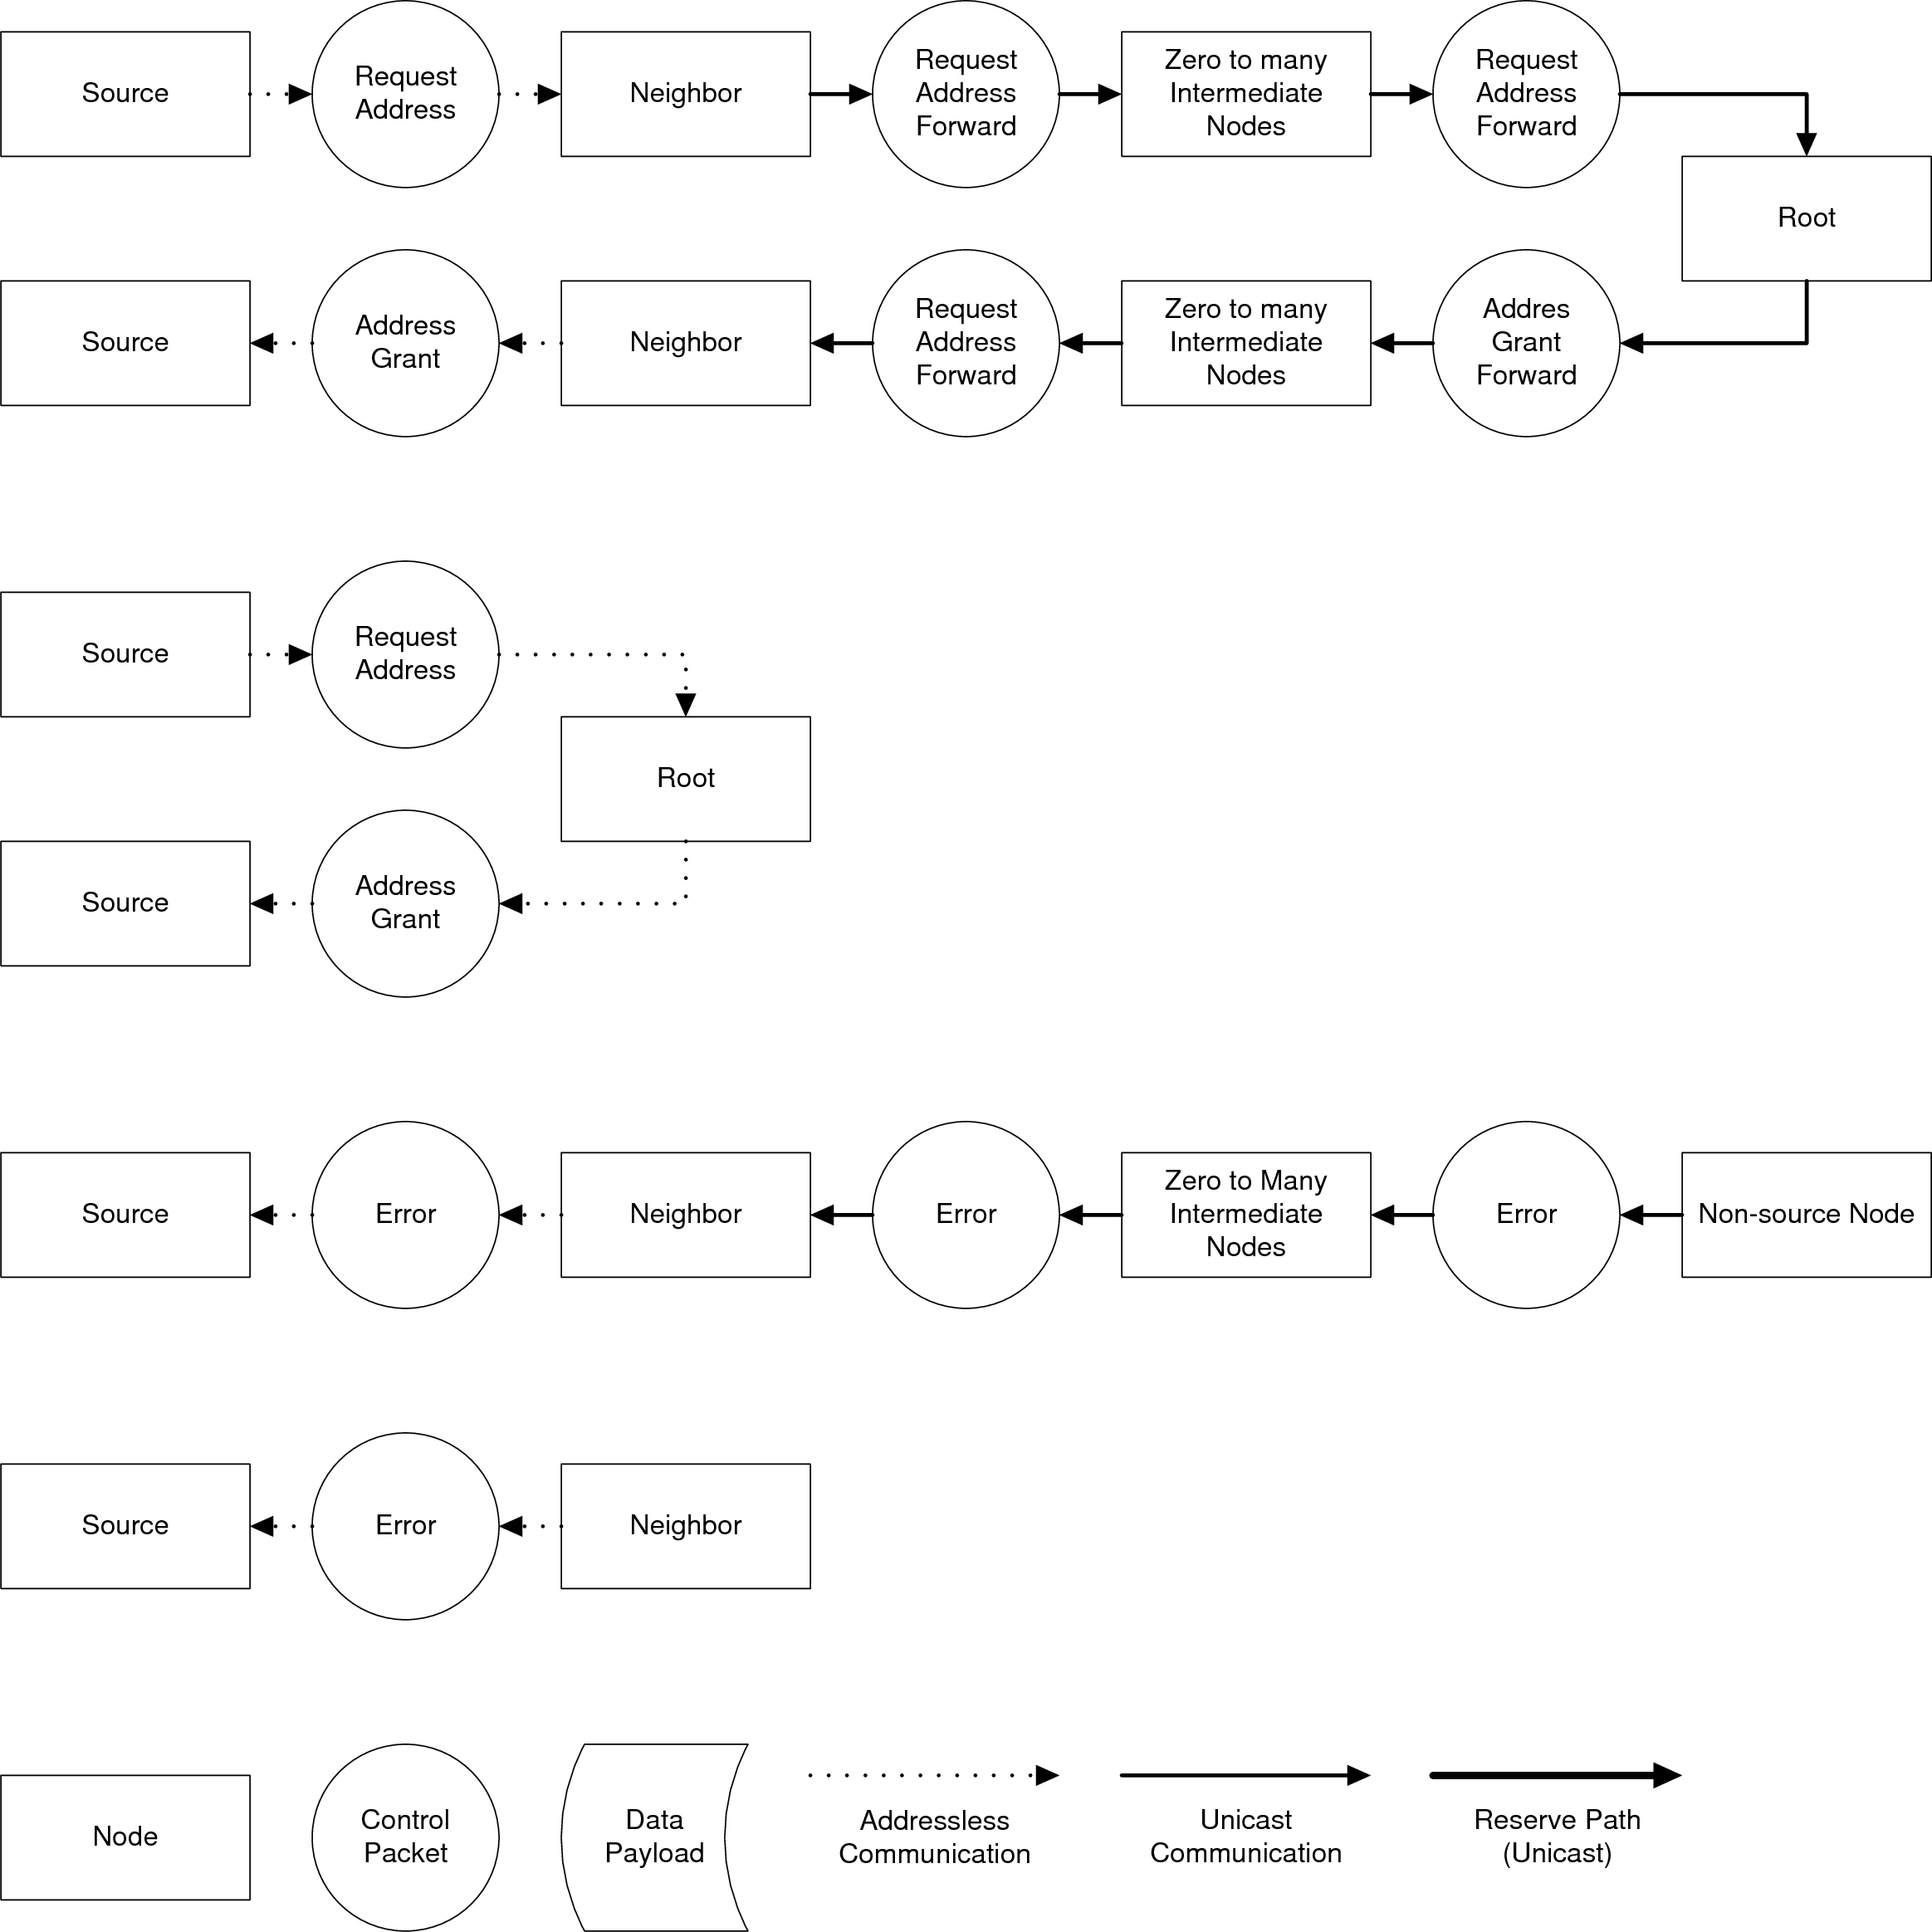 Source
Request
Address
Neighbor
Request
Address
Forward
Zero to many
Intermediate
Nodes
Request
Address
Forward
Root
Source
Address
Grant
Neighbor
Request
Address
Forward
Zero to many
Intermediate
Nodes
Addres
Grant
Forward
Source
Request
Address
Root
Source
Address
Grant
Source
Error
Neighbor
Error
Zero to Many
Intermediate
Nodes
Error
Non-source Node
Source
Error
Neighbor
Node
Control
Packet
Data
Payload
Addressless
Communication
Unicast
Communication
Reserve Path
(Unicast)